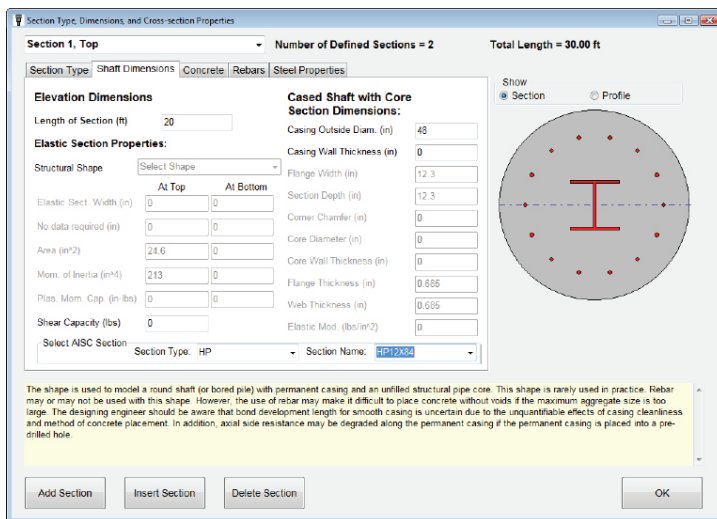 Section Type, Dimensions, and Cross-section Properties
Section 1, Top
Number of Defined Sections = 2
Total Length = 30.00 ft
Section Type Shaft Dimensions Concrete Rebars Steel Properties
Show
Section Profile
Elevation Dimensions
Length of Section (ft) 20
Elastic Section Properties:
Structural Shape Select Shape
At Top At Bottom
Elastic Sect. Width (in) 0 0
No data required (in) 0 0
Area (in^2) 24.6 0
Mom. of Inertia (in^4) 213 0
Plas. Mom. Cap. (in-lbs) 0 0
Shear Capacity (lbs) 0
Cased Shaft with Core
Section Dimensions:
Casing Outside Diam. (in) 48
Casing Wall Thickness (in) 0
Flange Width (in) 12.3
Section Depth (in) 12.3
Corner Chamfer (in) 0
Core Diameter (in) 0
Core Wall Thickness (in) 0
Flange Thickness (in) 0.685
Web Thickness (in) 0.685
Elastic Mod. (lbs/in^2) 0
Select AISC Section
Section Type: HP Section Name: HP12X84
The shape is used to model a round shaft (or bored pile) with permanent casing and an unfilled structural pipe core. This shape is rarely used in practice. Rebar
may or may not be used with this shape. However, the use of rebar may make it difficult to place concrete without voids if the maximum aggregate size is too
large. The designing engineer should be aware that bond development length for smooth casing is uncertain due to the unquantifiable effects of casing cleanliness
and method of concrete placement. In addition, axial side resistance may be degraded along the permanent casing if the permanent casing is placed into a pre-
drilled hole.
Add Section Insert Section Delete Section OK